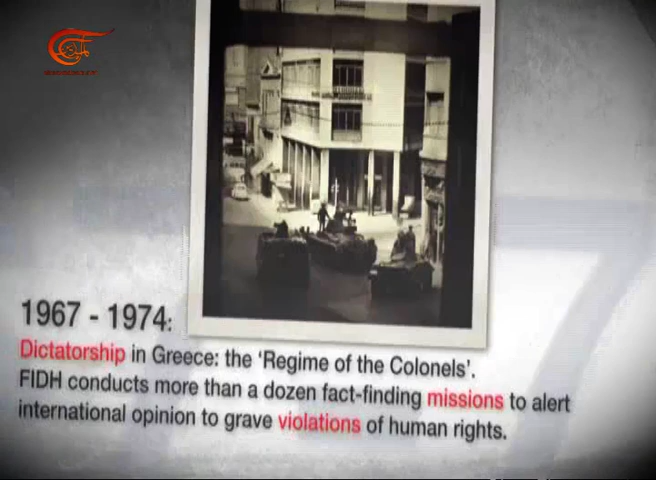 1967 - 1974:
Dictatorship in Greece: the ‘Regime of the Colonels’.
FIDH conducts more than a dozen fact-finding missions to alert
international opinion to grave violations of human rights.